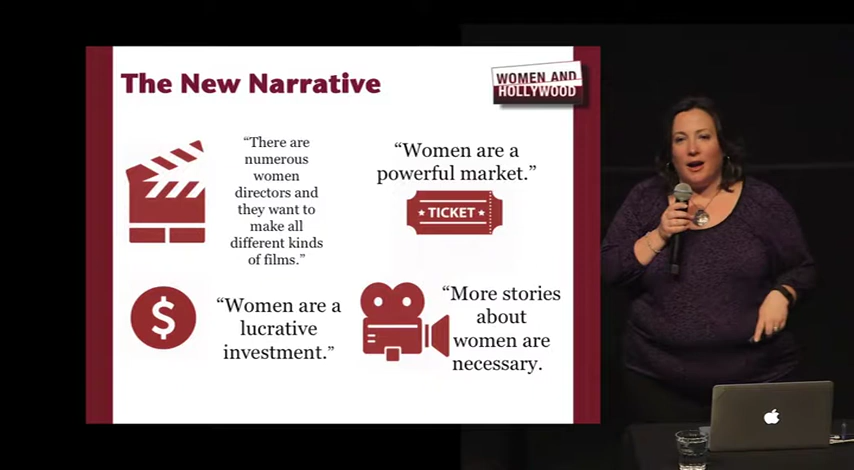 The New Narrative
WOMEN AND
HOLLYWOOD
“There are
numerous
women
directors and
they want to
make all
different kinds
of films.”
“Women are a
powerful market.”
TICKET
$
“Women are a
lucrative
investment.”
“More stories
about
women are
necessary.